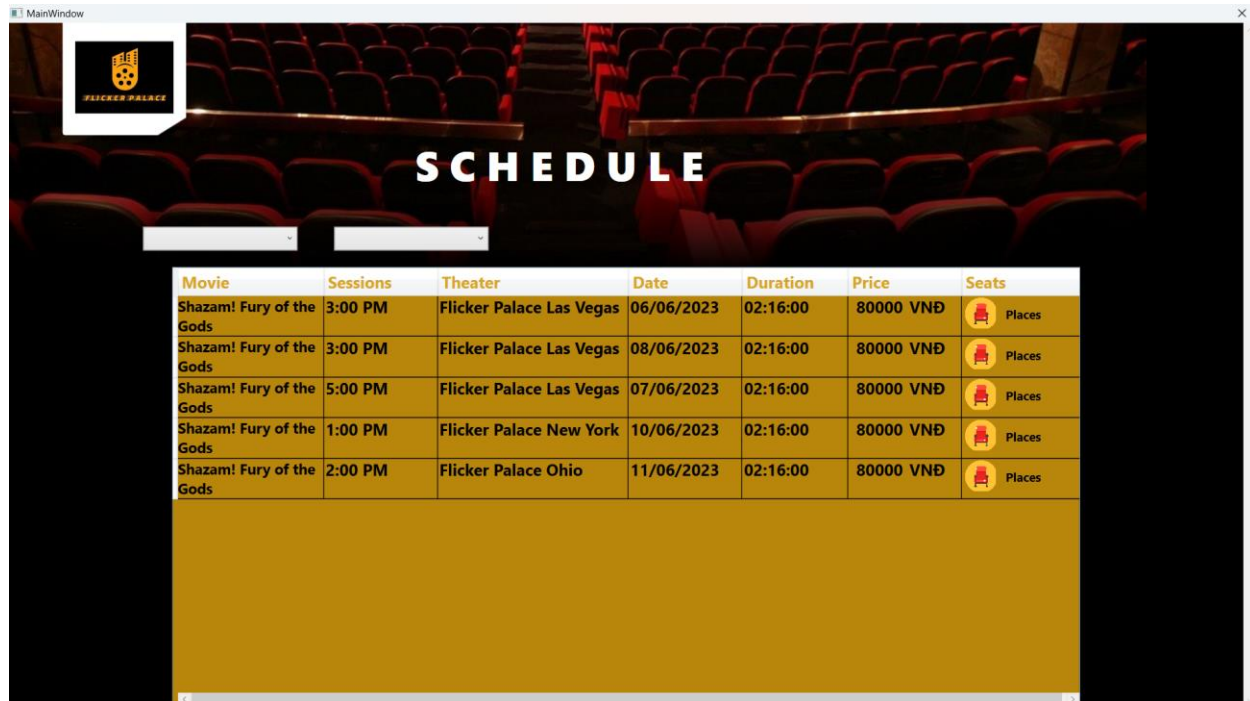 MainWindow
FLICKER PALACE
SCHEDULE
Movie Sessions Theater Date Duration Price Seats
Shazam! Fury of the 3:00 PM Flicker Palace Las Vegas 06/06/2023 02:16:00 80000 VNĐ Places
Gods
Shazam! Fury of the 3:00 PM Flicker Palace Las Vegas 08/06/2023 02:16:00 80000 VNĐ Places
Gods
Shazam! Fury of the 5:00 PM Flicker Palace Las Vegas 07/06/2023 02:16:00 80000 VNĐ Places
Gods
Shazam! Fury of the 1:00 PM Flicker Palace New York 10/06/2023 02:16:00 80000 VNĐ Places
Gods
Shazam! Fury of the 2:00 PM Flicker Palace Ohio 11/06/2023 02:16:00 80000 VNĐ Places
Gods